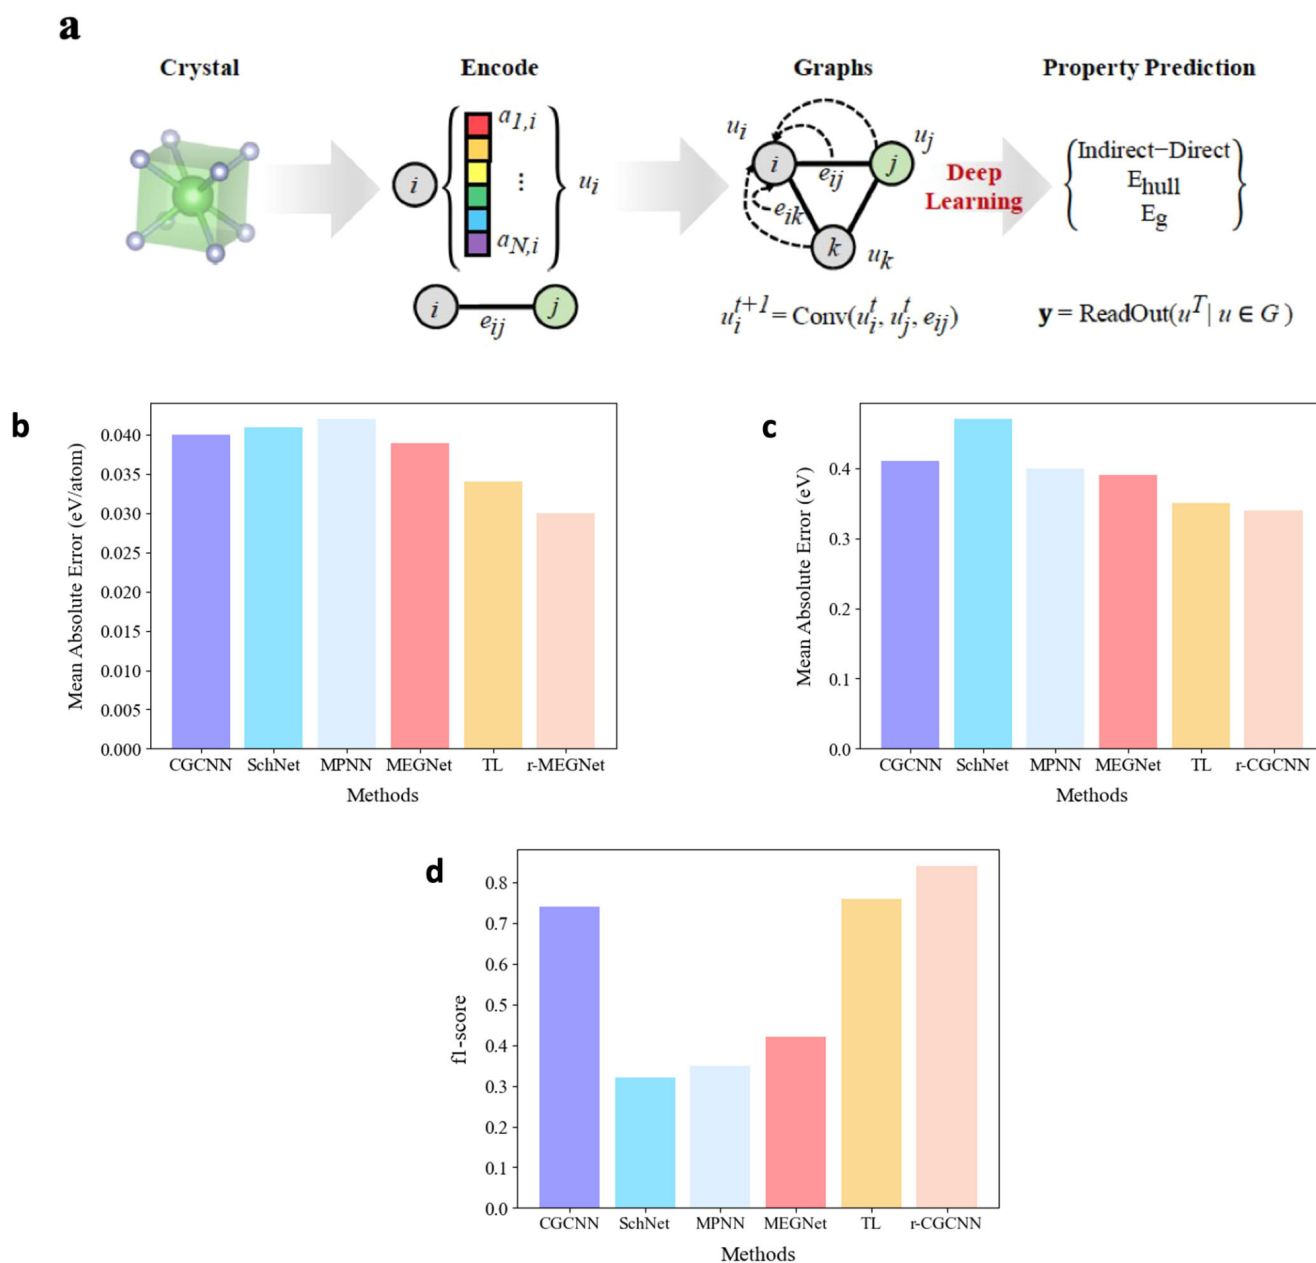 a
Crystal Encode Graphs Property Prediction
i
a1,i
⋮
aN,i
ui
i eij j
ui
uj
i eij j
eik
k uk
Deep
Learning
Indirect−Direct
Ehull
Eg
u_i^{t+1} = Conv(u_i^t, u_j^t, e_ij)
y = ReadOut(u^T | u ∈ G )
b
Mean Absolute Error (eV/atom)
0.040
0.035
0.030
0.025
0.020
0.015
0.010
0.005
0.000
CGCNN SchNet MPNN MEGNet TL r-MEGNet
Methods
c
Mean Absolute Error (eV)
0.4
0.3
0.2
0.1
0.0
CGCNN SchNet MPNN MEGNet TL r-CGCNN
Methods
d
f1-score
0.8
0.7
0.6
0.5
0.4
0.3
0.2
0.1
0.0
CGCNN SchNet MPNN MEGNet TL r-CGCNN
Methods